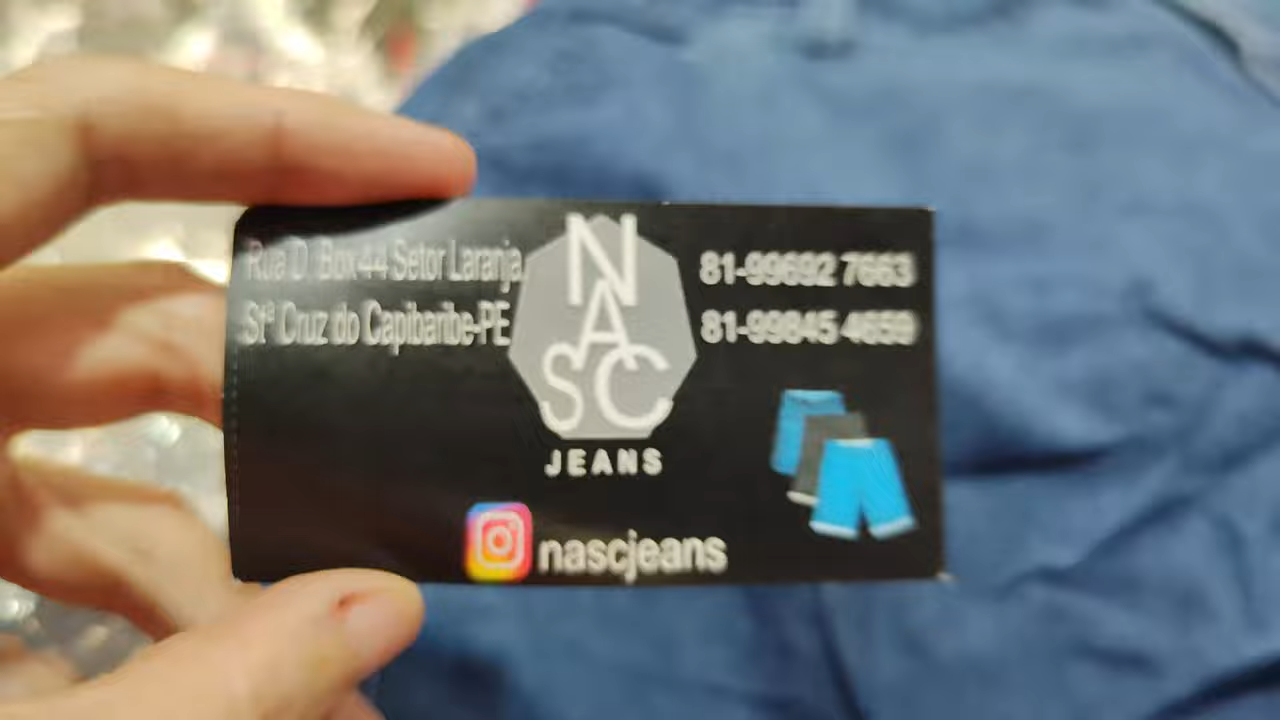 Rua D Box 44 Setor Laranja
Stª Cruz do Capibaribe-PE
NASC
JEANS
81-99692 7663
81-99845 4659
nascjeans